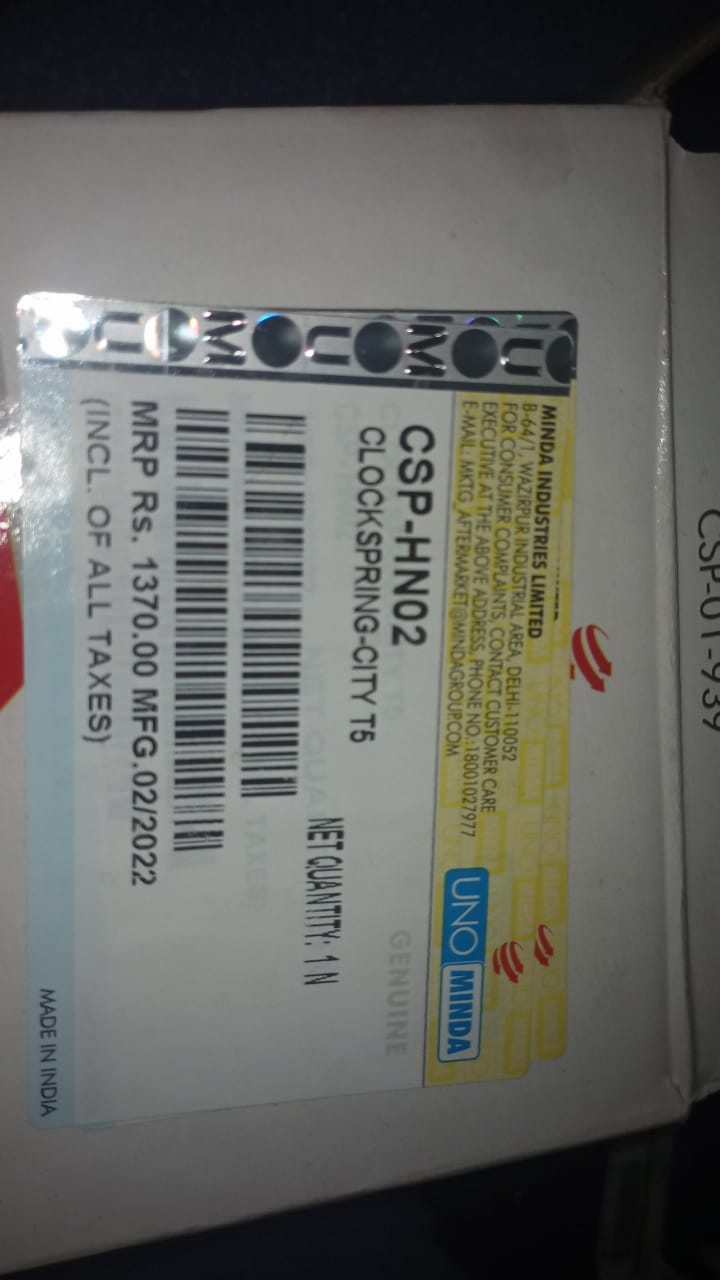 MINDA INDUSTRIES LIMITED
B-64/1, WAZIRPUR INDUSTRIAL AREA, DELHI-110052
FOR CONSUMER COMPLAINTS, CONTACT CUSTOMER CARE
EXECUTIVE AT THE ABOVE ADDRESS, PHONE NO.:18001027977
E-MAIL: MKTG_AFTERMARKET@MINDAGROUP.COM
UNO MINDA
CSP-HN02
CLOCKSPRING-CITY T5
GENUINE
NET QUANTITY: 1 N
MRP Rs. 1370.00 MFG.02/2022
(INCL. OF ALL TAXES)
MADE IN INDIA
CSP-01-939